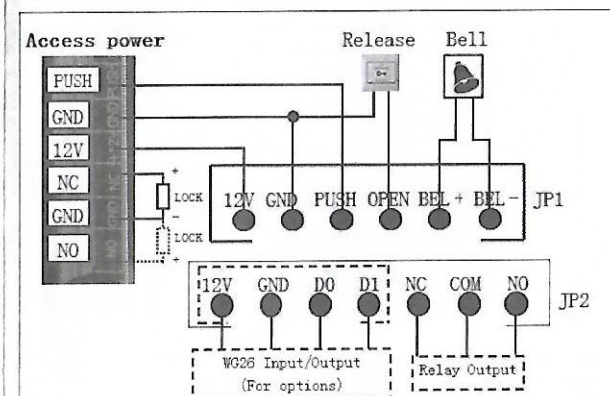 Access power
Release
Bell
PUSH
GND
12V
NC
GND
NO
+
LOCK
-
LOCK
+
12V GND PUSH OPEN BEL+ BEL- JP1
12V GND D0 D1 NC COM NO
JP2
WG26 Input/Output
(For options)
Relay Output